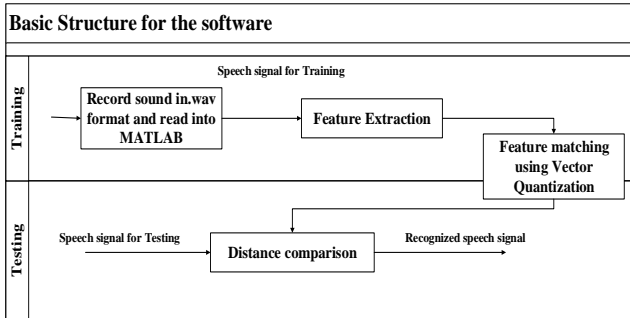 Basic Structure for the software
Training
Speech signal for Training
Record sound in.wav
format and read into
MATLAB
Feature Extraction
Feature matching
using Vector
Quantization
Testing
Speech signal for Testing
Distance comparison
Recognized speech signal